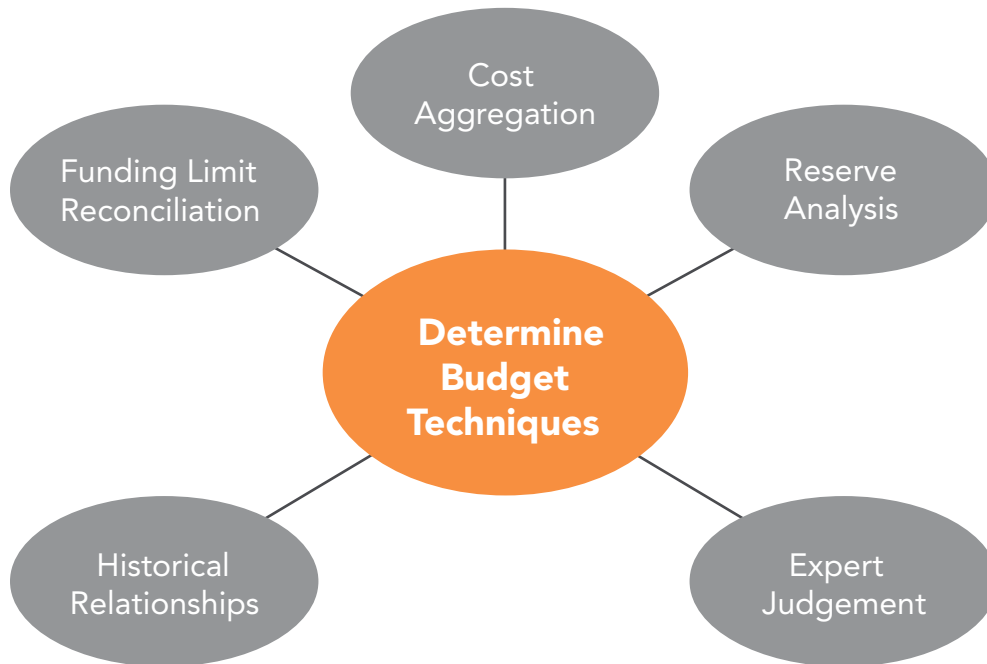 Cost
Aggregation
Funding Limit
Reconciliation
Reserve
Analysis
Determine
Budget
Techniques
Historical
Relationships
Expert
Judgement